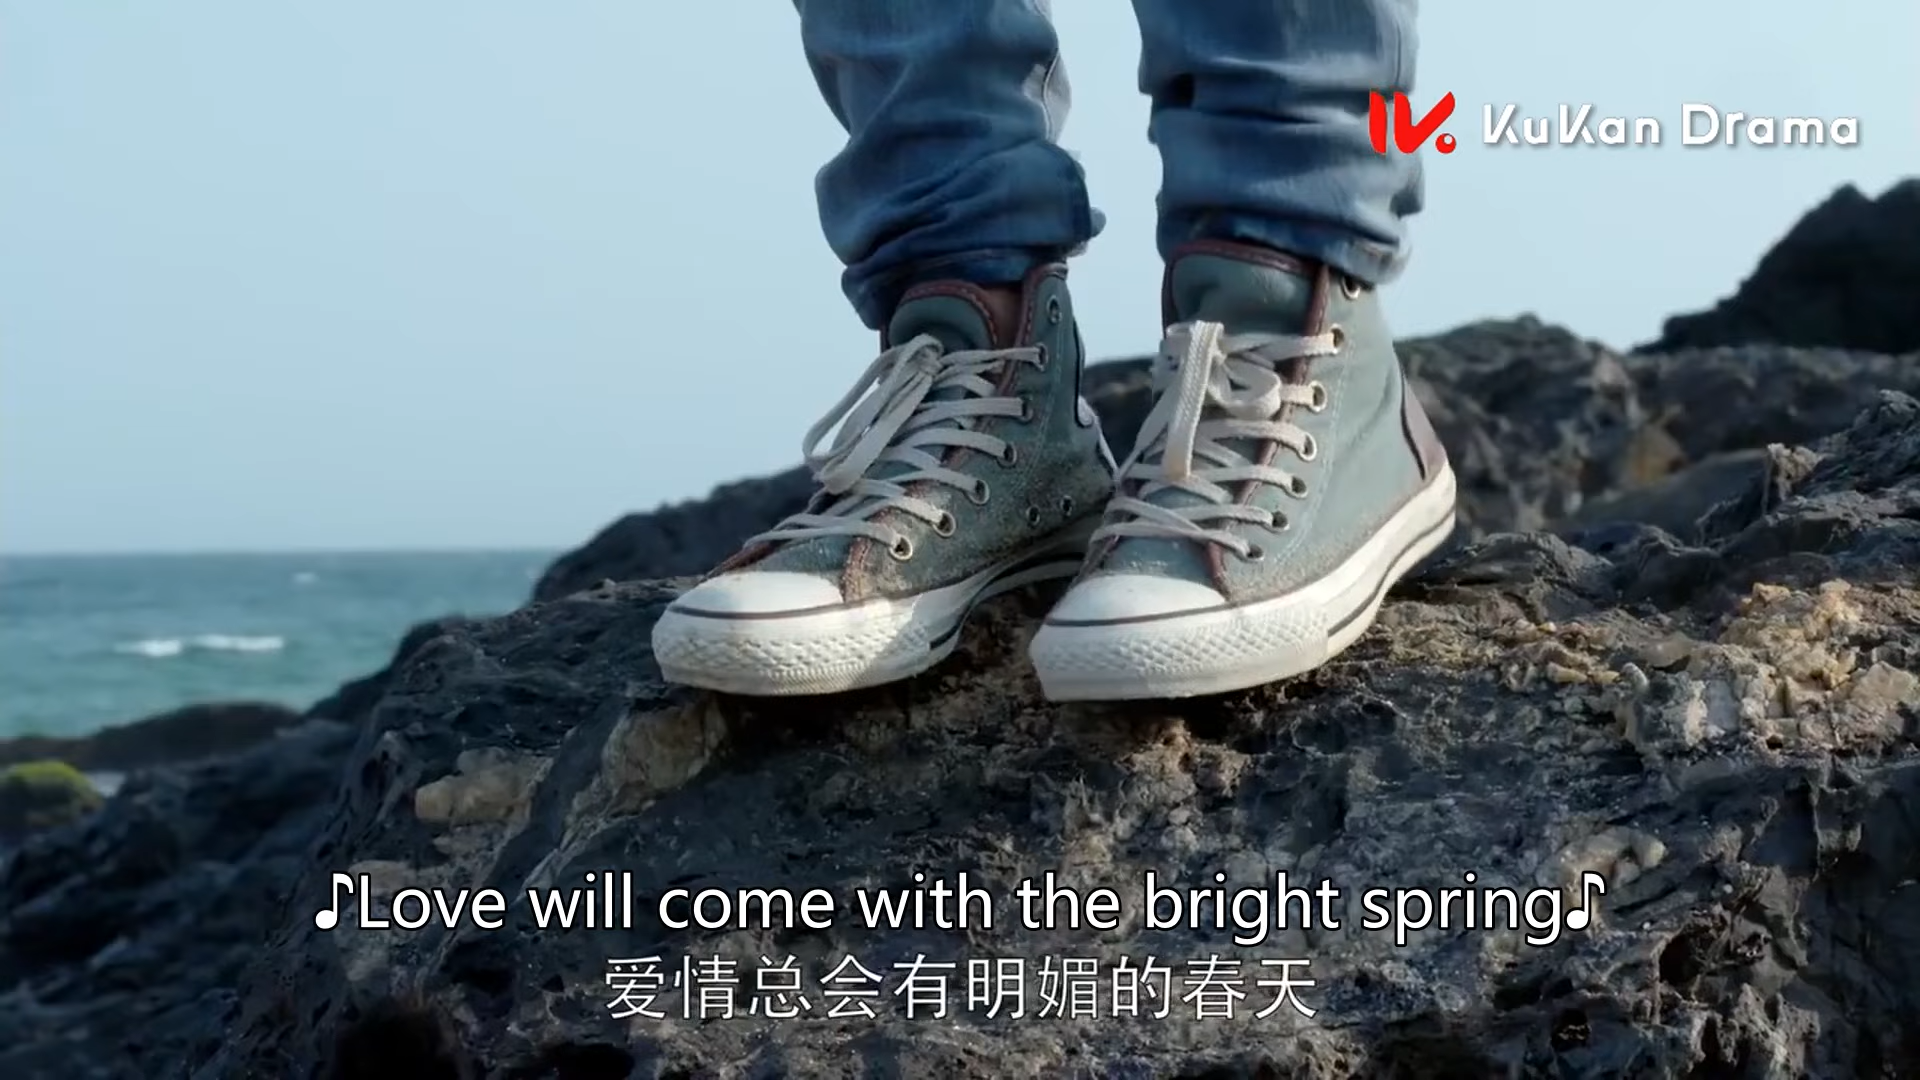 KuKan Drama
♪Love will come with the bright spring♪
爱情总会有明媚的春天